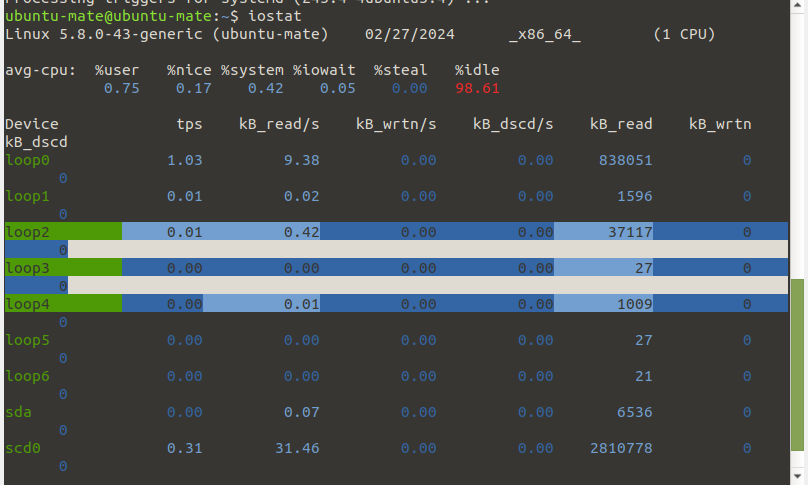 Processing triggers for systemd (245.4-4ubuntu3.4) ...
ubuntu-mate@ubuntu-mate:~$ iostat
Linux 5.8.0-43-generic (ubuntu-mate) 02/27/2024 _x86_64_ (1 CPU)
avg-cpu: %user %nice %system %iowait %steal %idle
0.75 0.17 0.42 0.05 0.00 98.61
Device tps kB_read/s kB_wrtn/s kB_dscd/s kB_read kB_wrtn
kB_dscd
loop0 1.03 9.38 0.00 0.00 838051 0
0
loop1 0.01 0.02 0.00 0.00 1596 0
0
loop2 0.01 0.42 0.00 0.00 37117 0
0
loop3 0.00 0.00 0.00 0.00 27 0
0
loop4 0.00 0.01 0.00 0.00 1009 0
0
loop5 0.00 0.00 0.00 0.00 27 0
0
loop6 0.00 0.00 0.00 0.00 21 0
0
sda 0.00 0.07 0.00 0.00 6536 0
0
scd0 0.31 31.46 0.00 0.00 2810778 0
0